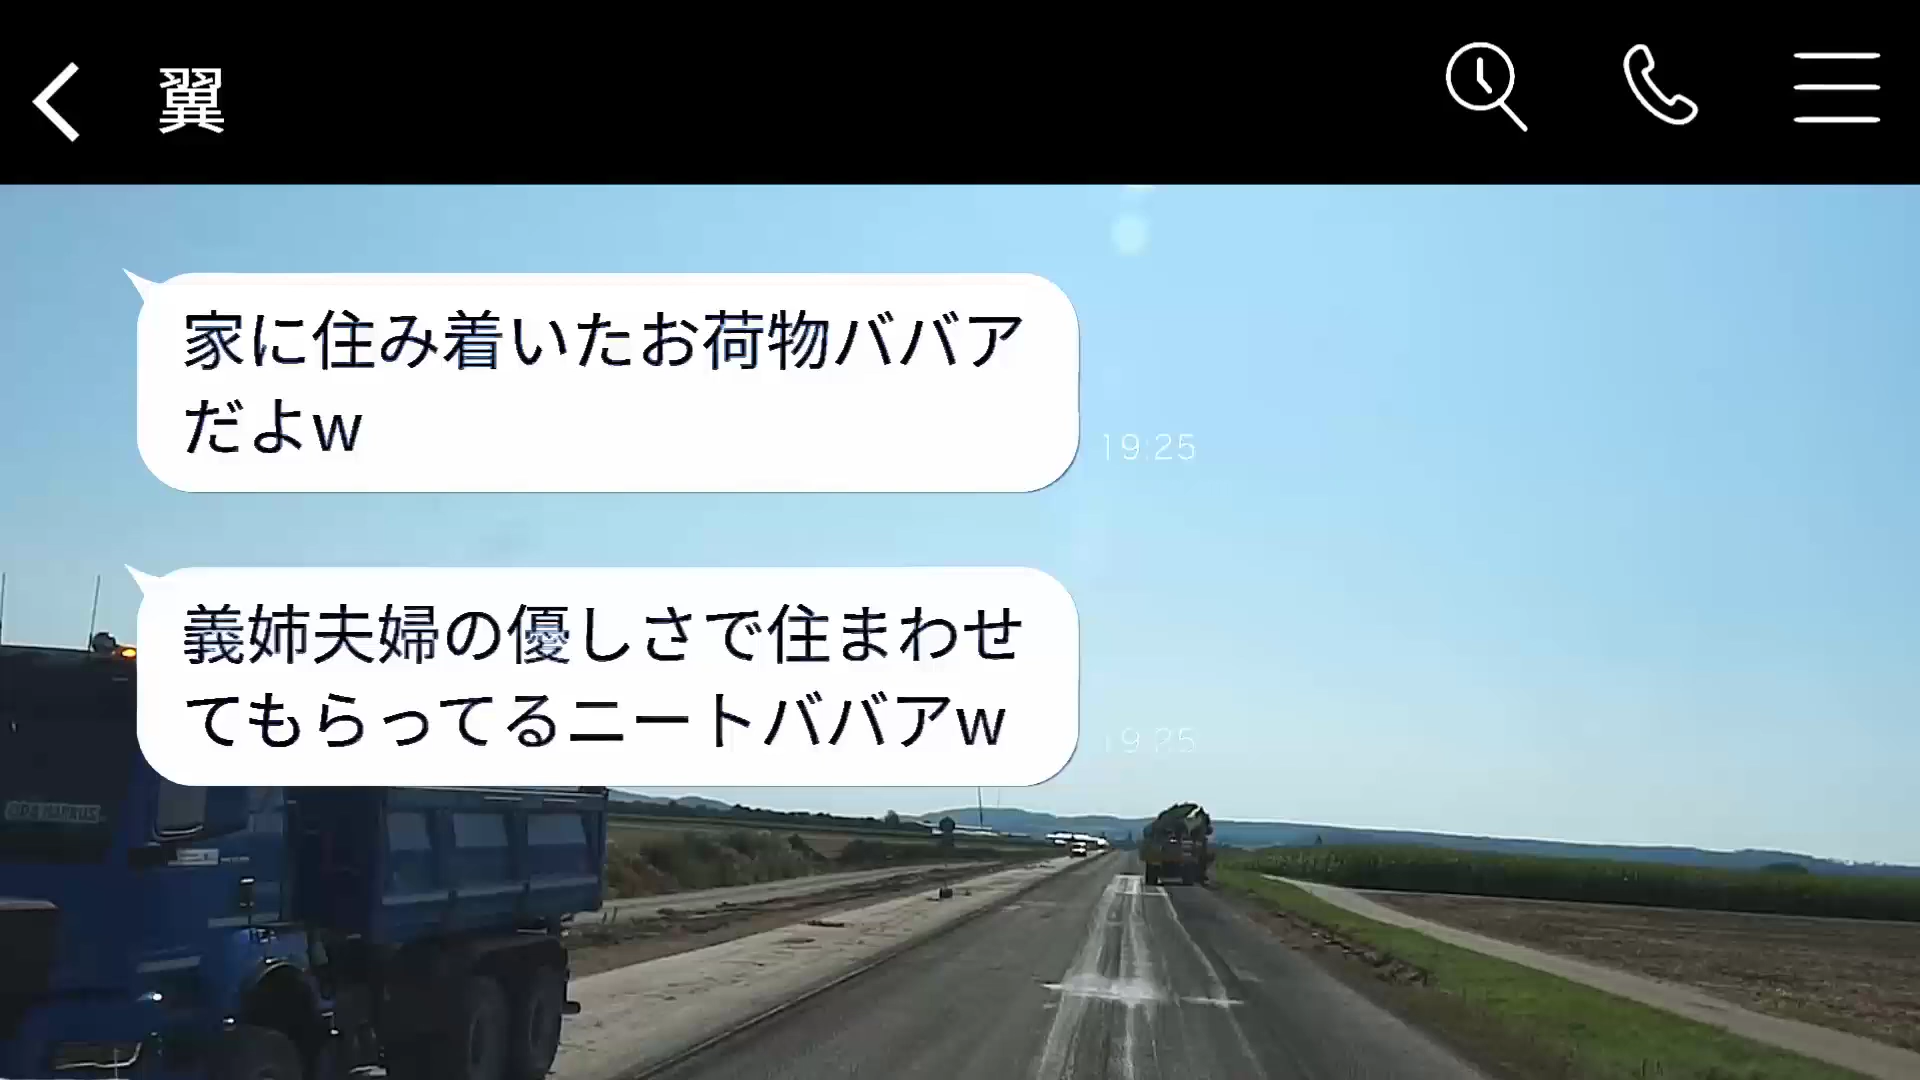 翼
家に住み着いたお荷物ババア
だよw
19:25
義姉夫婦の優しさで住まわせ
てもらってるニートババアw
19:25